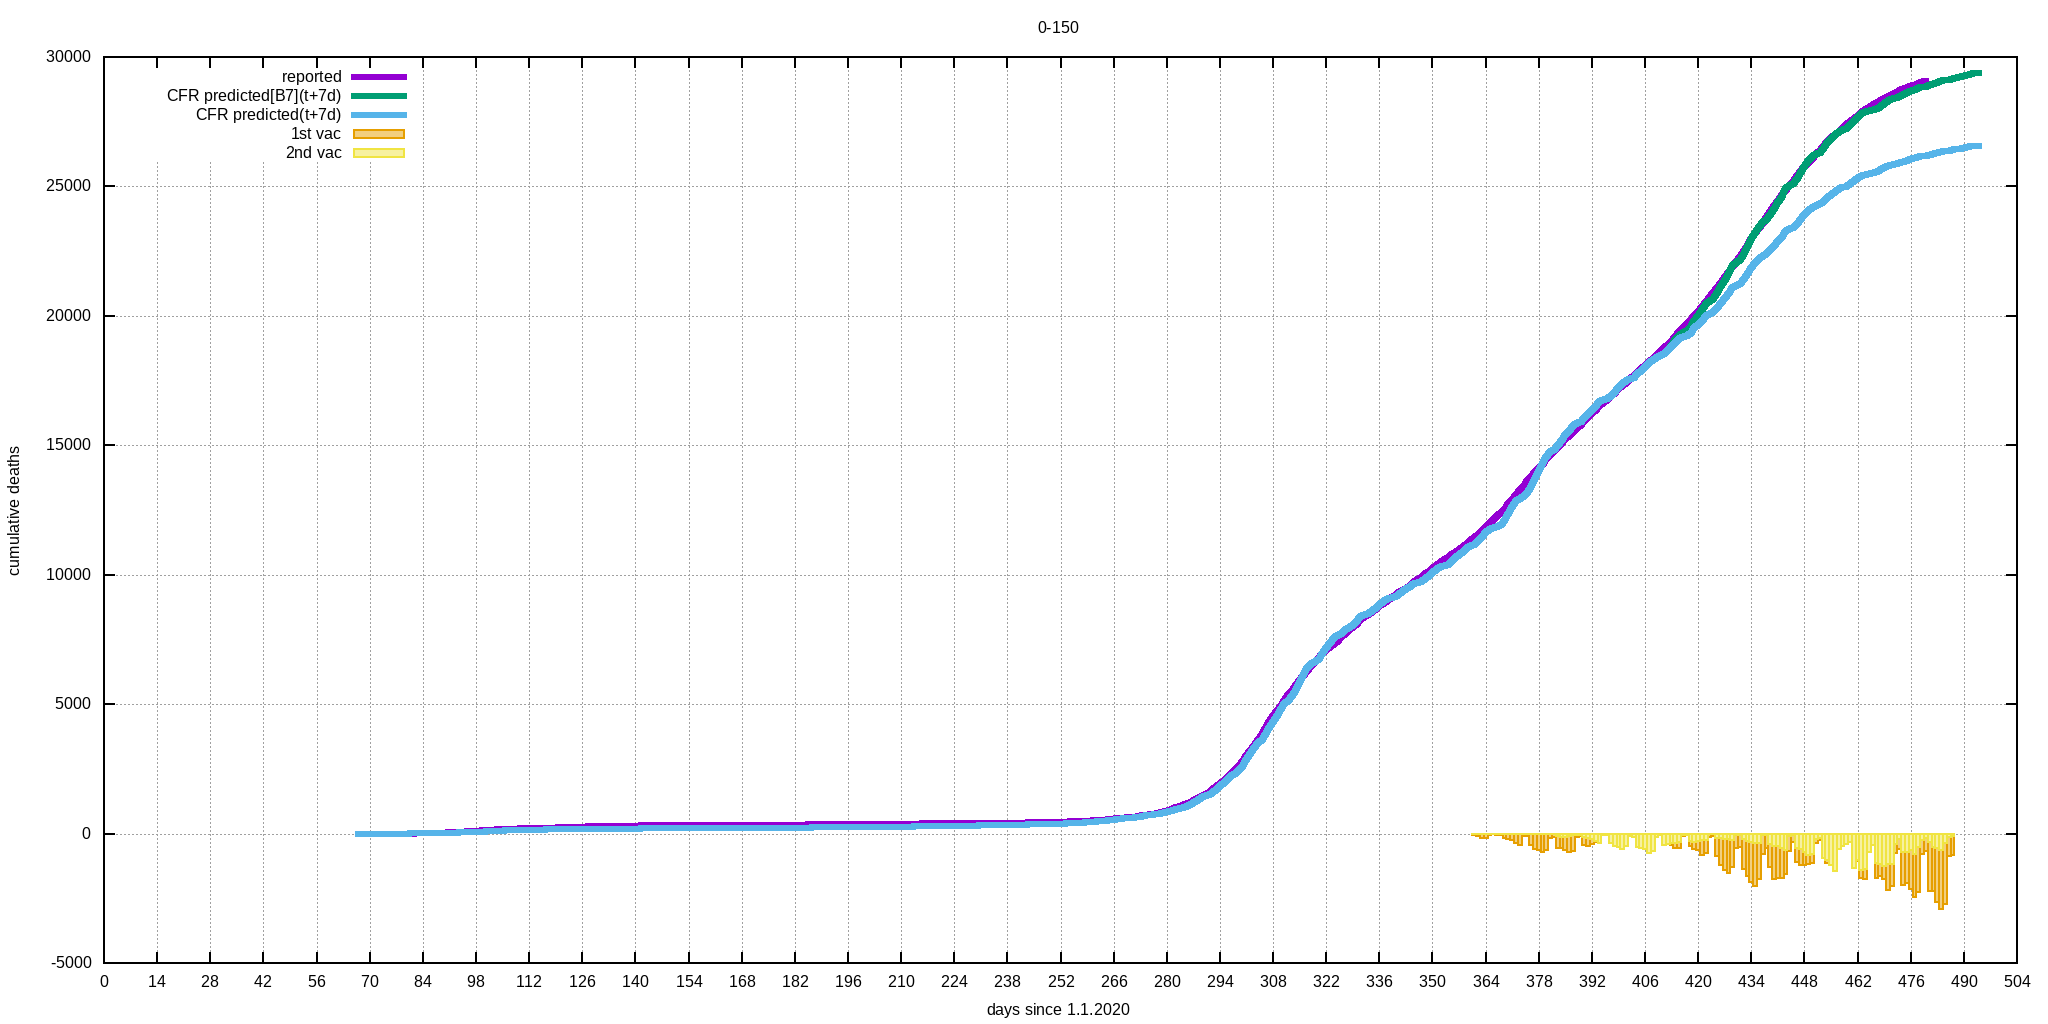 0-150
30000
25000
20000
15000
10000
5000
0
-5000
cumulative deaths
reported
CFR predicted[B7](t+7d)
CFR predicted(t+7d)
1st vac
2nd vac
0 14 28 42 56 70 84 98 112 126 140 154 168 182 196 210 224 238 252 266 280 294 308 322 336 350 364 378 392 406 420 434 448 462 476 490 504
days since 1.1.2020